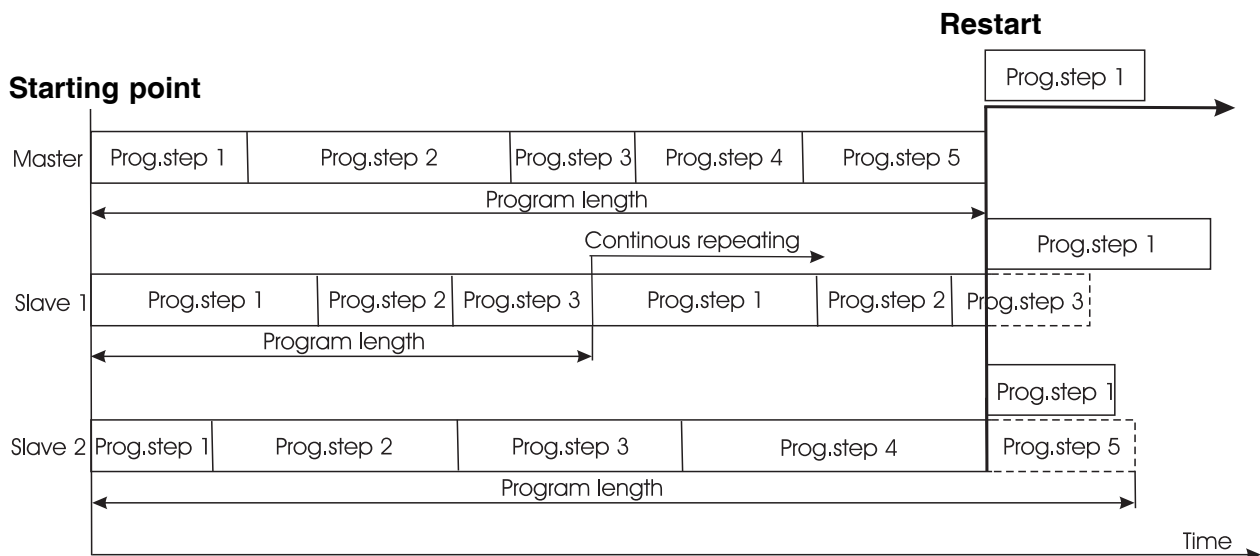 Restart
Prog.step 1
Starting point
Master Prog.step 1 Prog.step 2 Prog.step 3 Prog.step 4 Prog.step 5
Program length
Prog.step 1
Continous repeating
Slave 1 Prog.step 1 Prog.step 2 Prog.step 3 Prog.step 1 Prog.step 2 Prog.step 3
Program length
Prog.step 1
Slave 2 Prog.step 1 Prog.step 2 Prog.step 3 Prog.step 4 Prog.step 5
Program length
Time